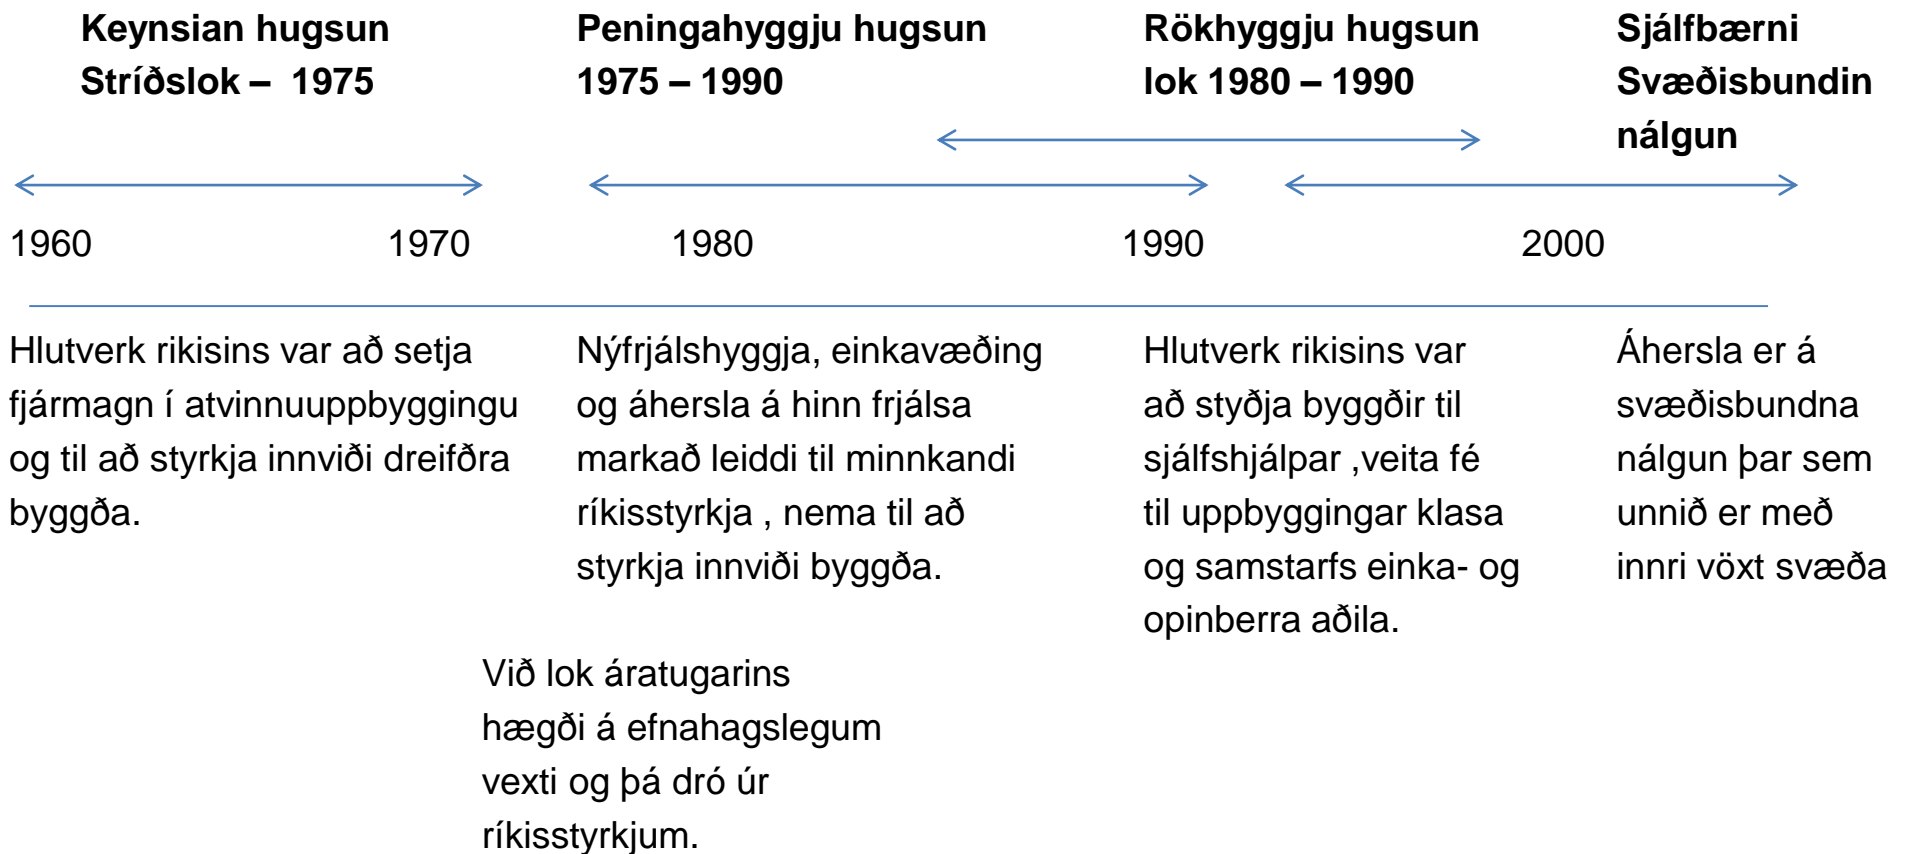 Keynsian hugsun
Stríðslok – 1975
Peningahyggju hugsun
1975 – 1990
Rökhyggju hugsun
lok 1980 – 1990
Sjálfbærni
Svæðisbundin
nálgun
1960 1970 1980 1990 2000
Hlutverk rikisins var að setja
fjármagn í atvinnuuppbyggingu
og til að styrkja innviði dreifðra
byggða.
Nýfrjálshyggja, einkavæðing
og áhersla á hinn frjálsa
markað leiddi til minnkandi
ríkisstyrkja , nema til að
styrkja innviði byggða.
Við lok áratugarins
hægði á efnahagslegum
vexti og þá dró úr
ríkisstyrkjum.
Hlutverk rikisins var
að styðja byggðir til
sjálfshjálpar ,veita fé
til uppbyggingar klasa
og samstarfs einka- og
opinberra aðila.
Áhersla er á
svæðisbundna
nálgun þar sem
unnið er með
innri vöxt svæða